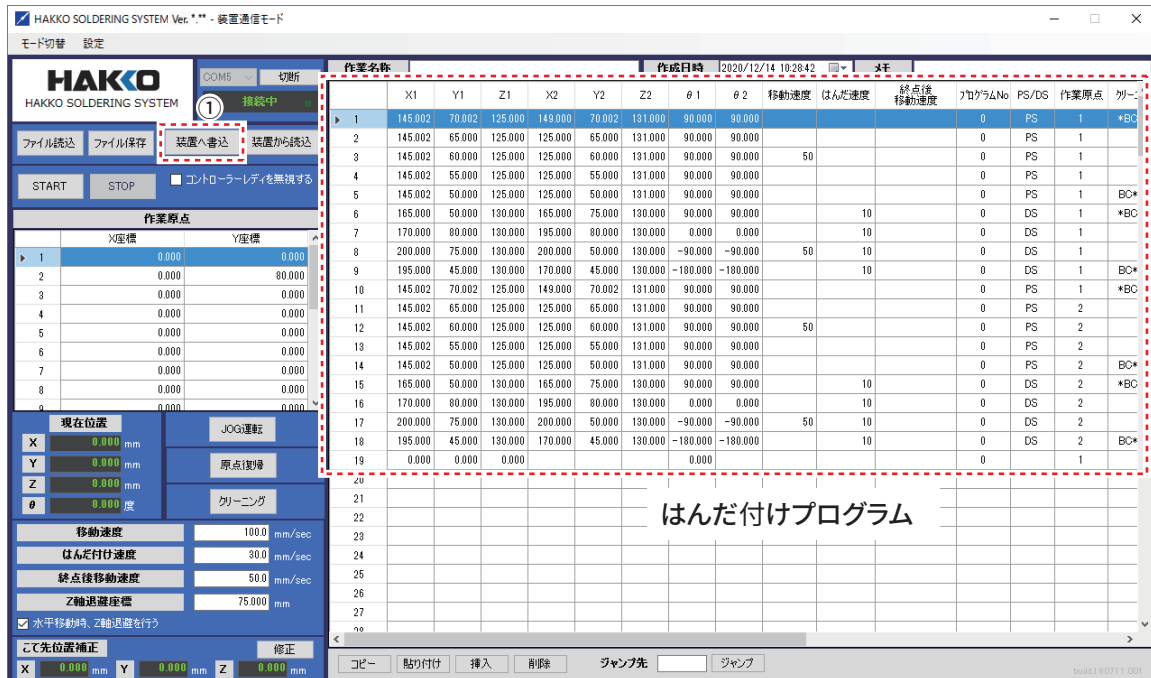 HAKKO SOLDERING SYSTEM Ver. *.** - 装置通信モード
モード切替 設定
HAKKO
HAKKO SOLDERING SYSTEM
COM5 切断
① 接続中
ファイル読込 ファイル保存 装置へ書込 装置から読込
START STOP コントローラーレディを無視する
作業原点
X座標 Y座標
1 0.000 0.000
2 0.000 80.000
3 0.000 0.000
4 0.000 0.000
5 0.000 0.000
6 0.000 0.000
7 0.000 0.000
8 0.000 0.000
9 0.000 0.000
現在位置
X 0.000 mm
Y 0.000 mm
Z 0.000 mm
θ 0.000 度
JOG運転
原点復帰
クリーニング
移動速度 100.0 mm/sec
はんだ付け速度 30.0 mm/sec
終点後移動速度 50.0 mm/sec
Z軸退避座標 75.000 mm
水平移動時、Z軸退避を行う
こて先位置補正 修正
X 0.000 mm Y 0.000 mm Z 0.000 mm
作業名称 作成日時 2020/12/14 10:28:42 メモ
X1 Y1 Z1 X2 Y2 Z2 θ1 θ2 移動速度 はんだ速度 終点後移動速度 プログラムNo PS/DS 作業原点 クリーニ
1 145.002 70.002 125.000 149.000 70.002 131.000 90.000 90.000 0 PS 1 *BC
2 145.002 65.000 125.000 125.000 65.000 131.000 90.000 90.000 0 PS 1
3 145.002 60.000 125.000 125.000 60.000 131.000 90.000 90.000 50 0 PS 1
4 145.002 55.000 125.000 125.000 55.000 131.000 90.000 90.000 0 PS 1
5 145.002 50.000 125.000 125.000 50.000 131.000 90.000 90.000 0 PS 1 BC*
6 165.000 50.000 130.000 165.000 75.000 130.000 90.000 90.000 10 0 DS 1 *BC
7 170.000 80.000 130.000 195.000 80.000 130.000 0.000 0.000 10 0 DS 1
8 200.000 75.000 130.000 200.000 50.000 130.000 -90.000 -90.000 50 10 0 DS 1
9 195.000 45.000 130.000 170.000 45.000 130.000 -180.000 -180.000 10 0 DS 1 BC*
10 145.002 70.002 125.000 149.000 70.002 131.000 90.000 90.000 0 PS 1 *BC
11 145.002 65.000 125.000 125.000 65.000 131.000 90.000 90.000 0 PS 2
12 145.002 60.000 125.000 125.000 60.000 131.000 90.000 90.000 50 0 PS 2
13 145.002 55.000 125.000 125.000 55.000 131.000 90.000 90.000 0 PS 2
14 145.002 50.000 125.000 125.000 50.000 131.000 90.000 90.000 0 PS 2 BC*
15 165.000 50.000 130.000 165.000 75.000 130.000 90.000 90.000 10 0 DS 2 *BC
16 170.000 80.000 130.000 195.000 80.000 130.000 0.000 0.000 10 0 DS 2
17 200.000 75.000 130.000 200.000 50.000 130.000 -90.000 -90.000 50 10 0 DS 2
18 195.000 45.000 130.000 170.000 45.000 130.000 -180.000 -180.000 10 0 DS 2 BC*
19 0.000 0.000 0.000 0.000 0 1
20
21
22
23
24
25
26
27
28
はんだ付けプログラム
コピー 貼り付け 挿入 削除 ジャンプ先 ジャンプ
build180711.001